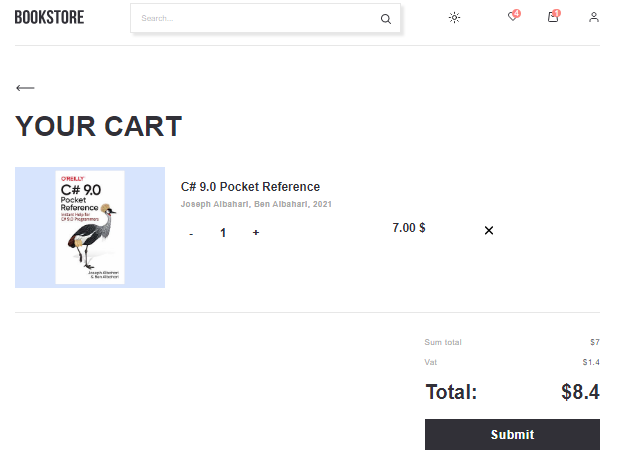 BOOKSTORE
Search...
4
1
YOUR CART
O'REILLY
C# 9.0
Pocket
Reference
Instant Help for
C# 9.0 Programmers
Joseph Albahari
& Ben Albahari
C# 9.0 Pocket Reference
Joseph Albahari, Ben Albahari, 2021
- 1 +
7.00 $
Sum total $7
Vat $1.4
Total: $8.4
Submit